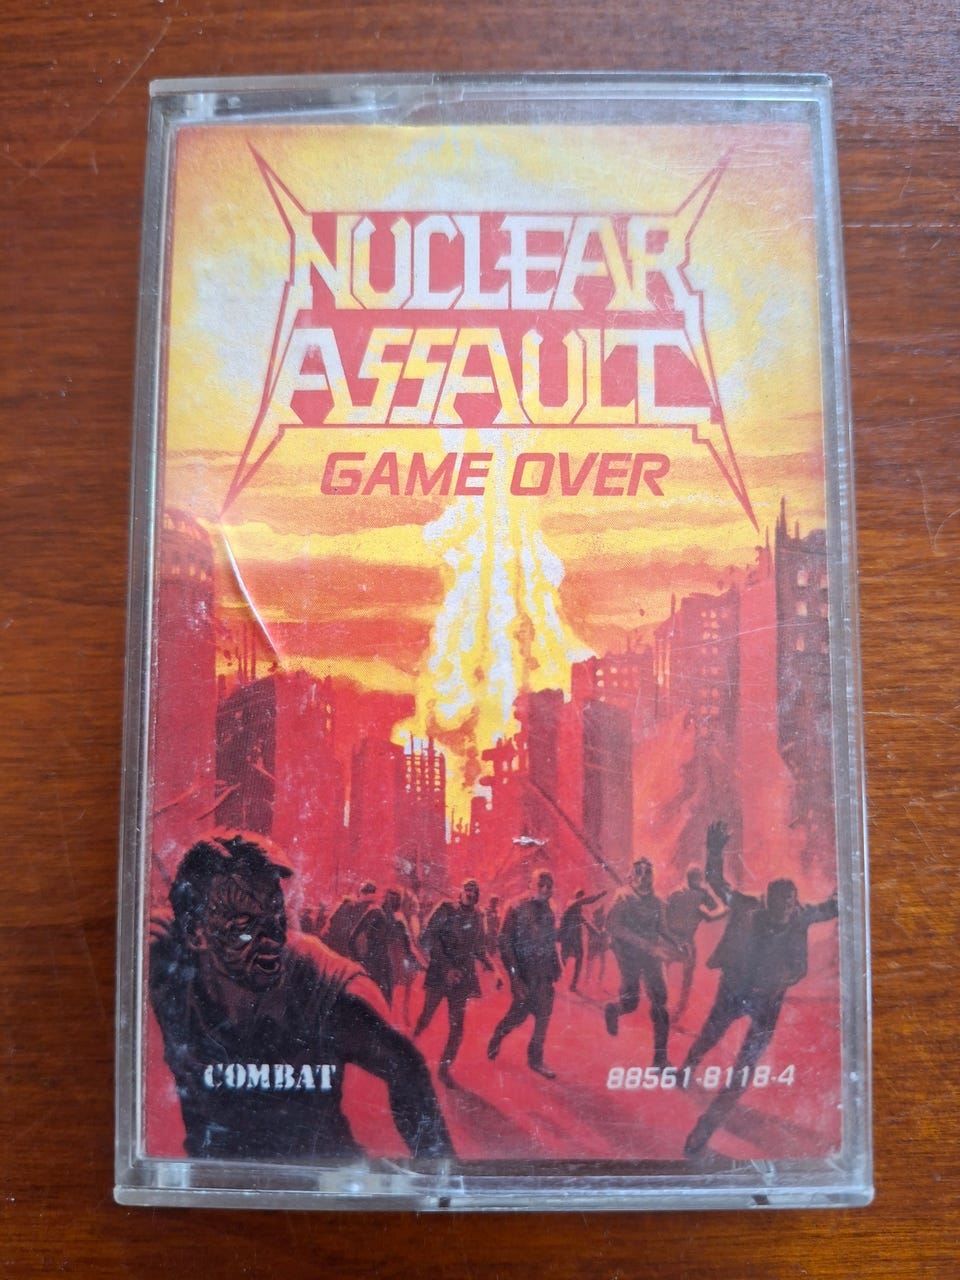 NUCLEAR
ASSAULT
GAME OVER
COMBAT
88561-8118-4